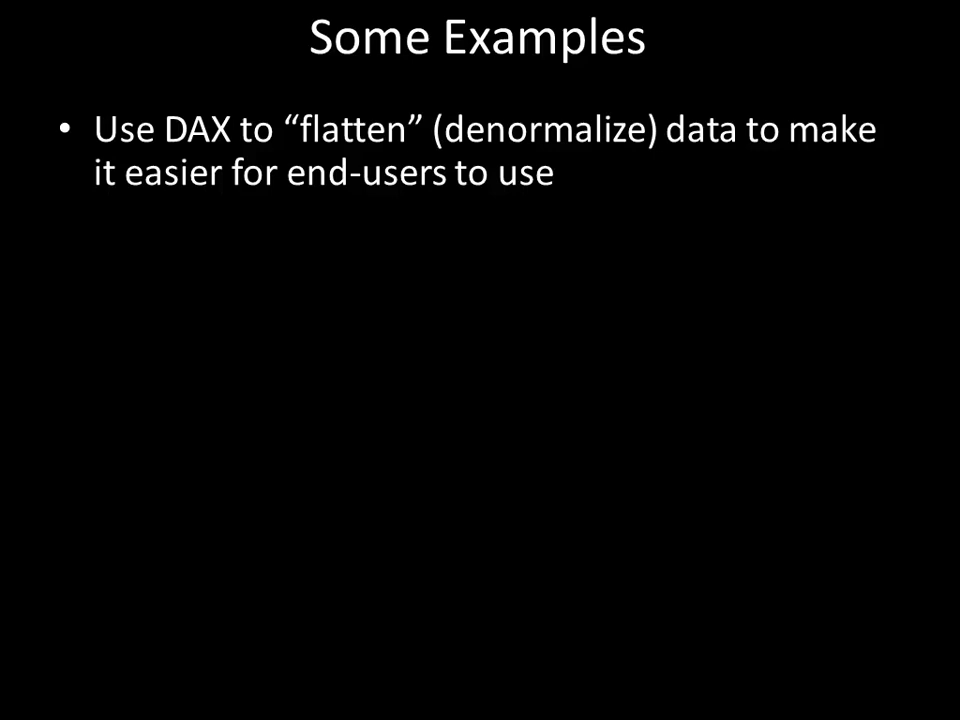 Some Examples
• Use DAX to “flatten” (denormalize) data to make
it easier for end-users to use